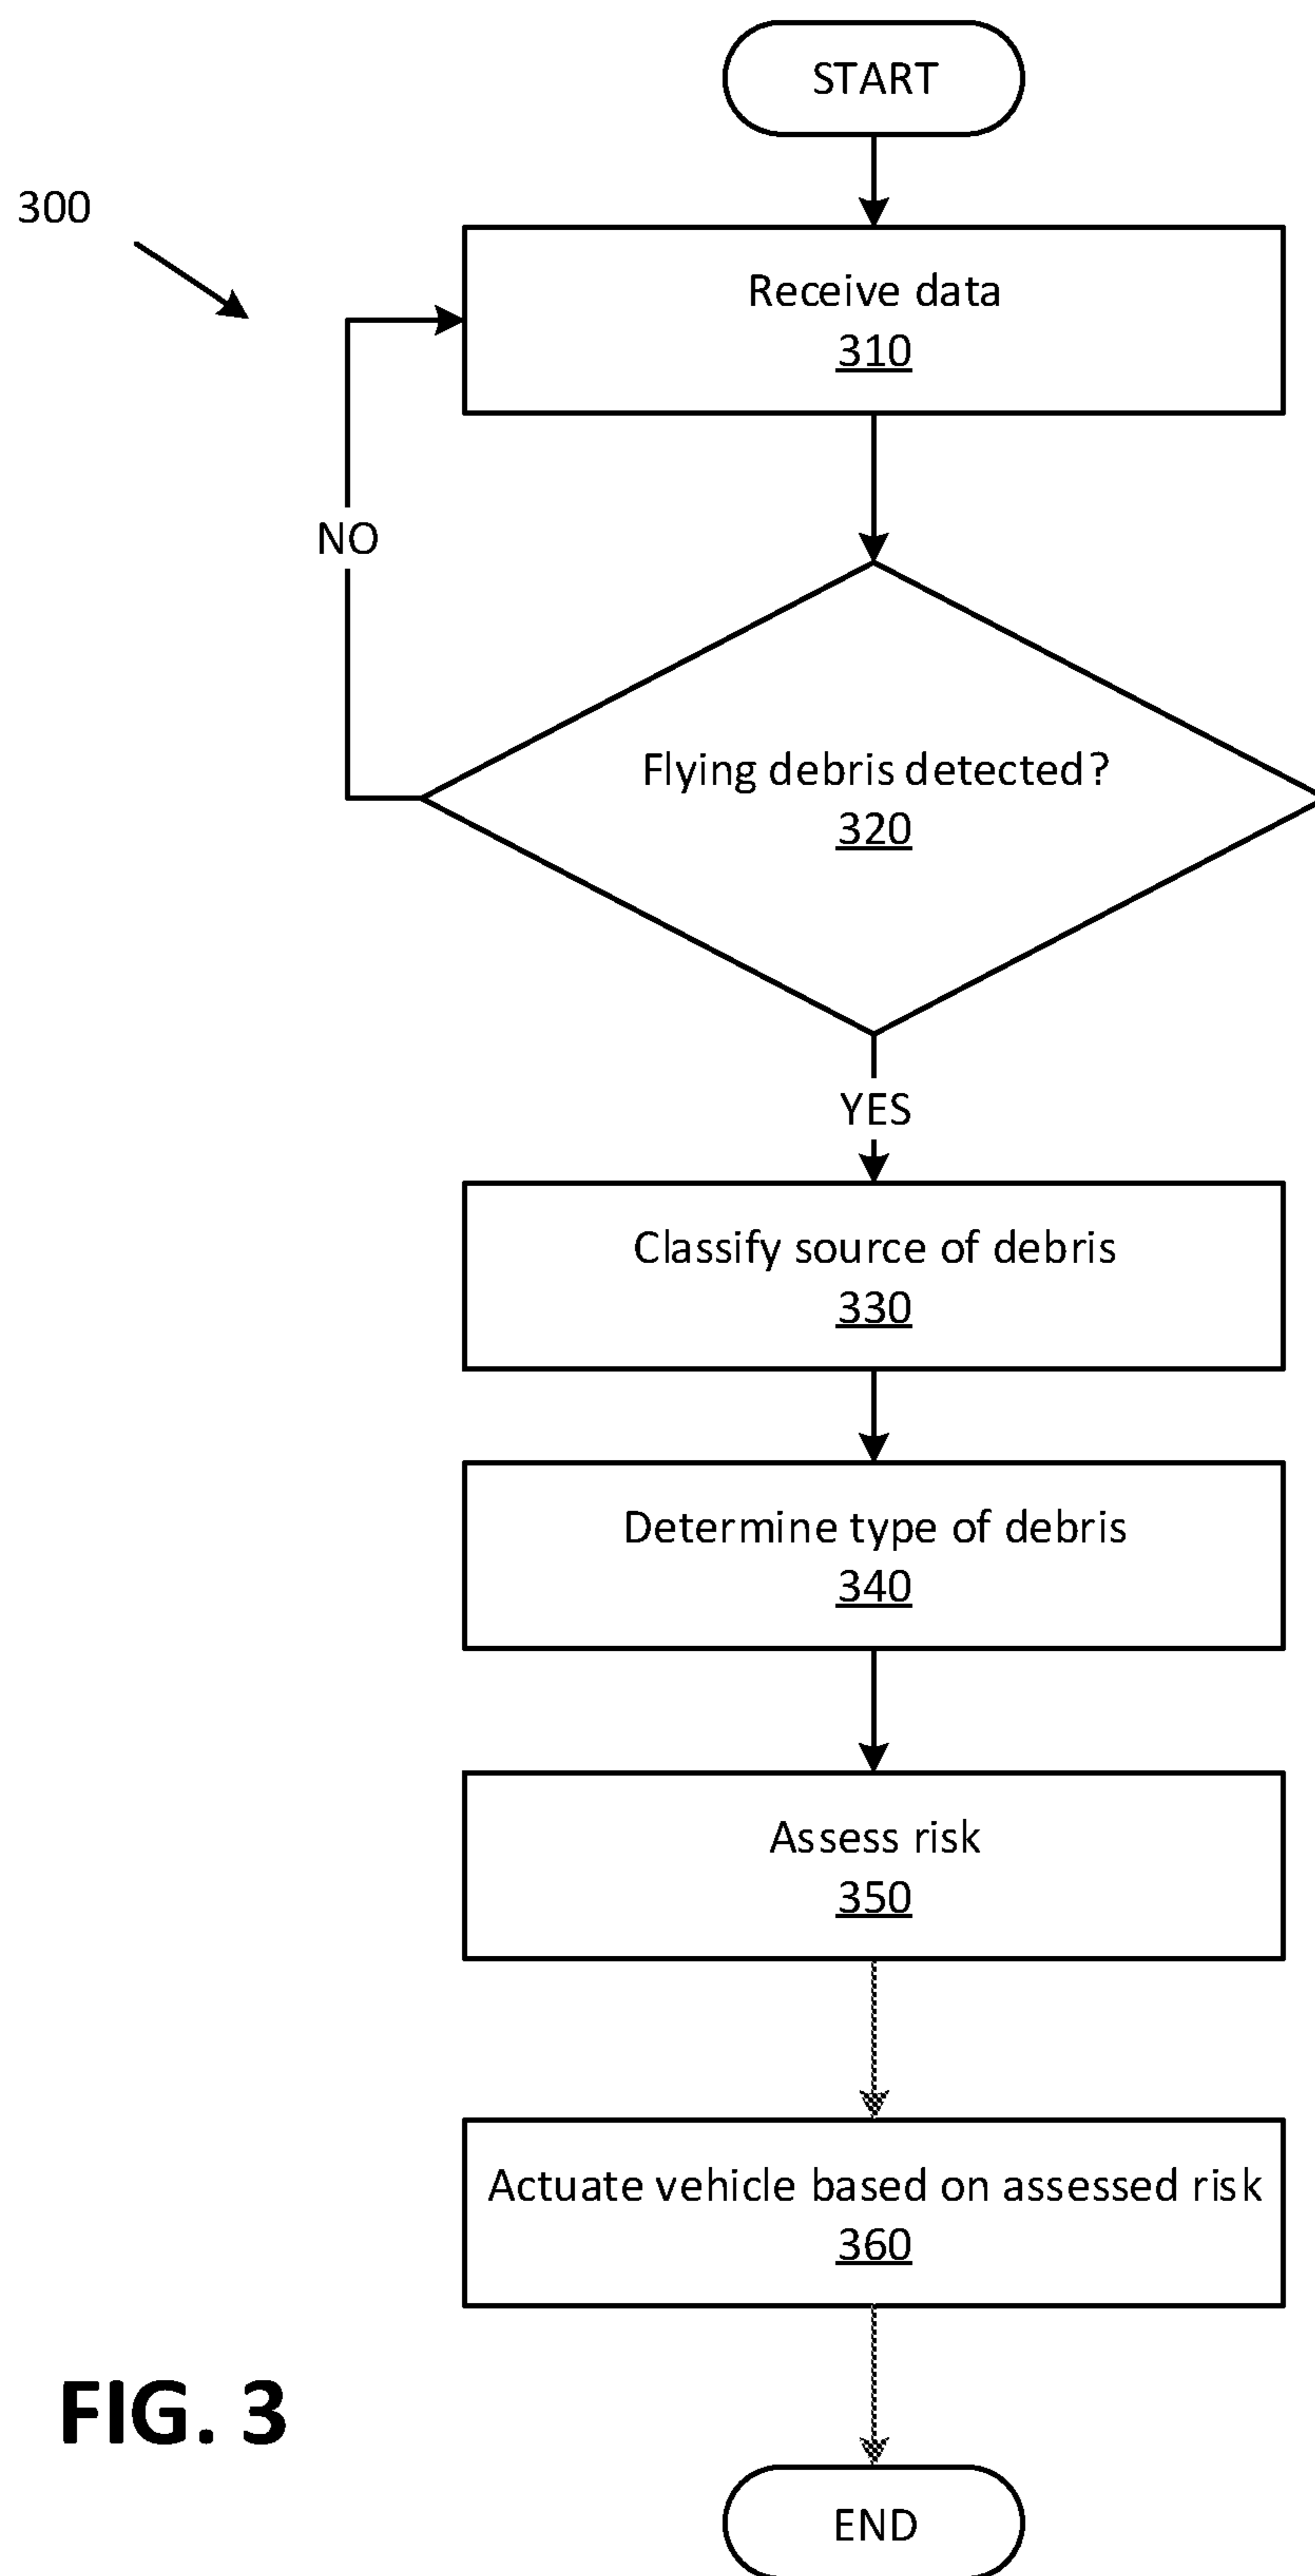 START
300
Receive data
310
NO
Flying debris detected?
320
YES
Classify source of debris
330
Determine type of debris
340
Assess risk
350
Actuate vehicle based on assessed risk
360
FIG. 3
END